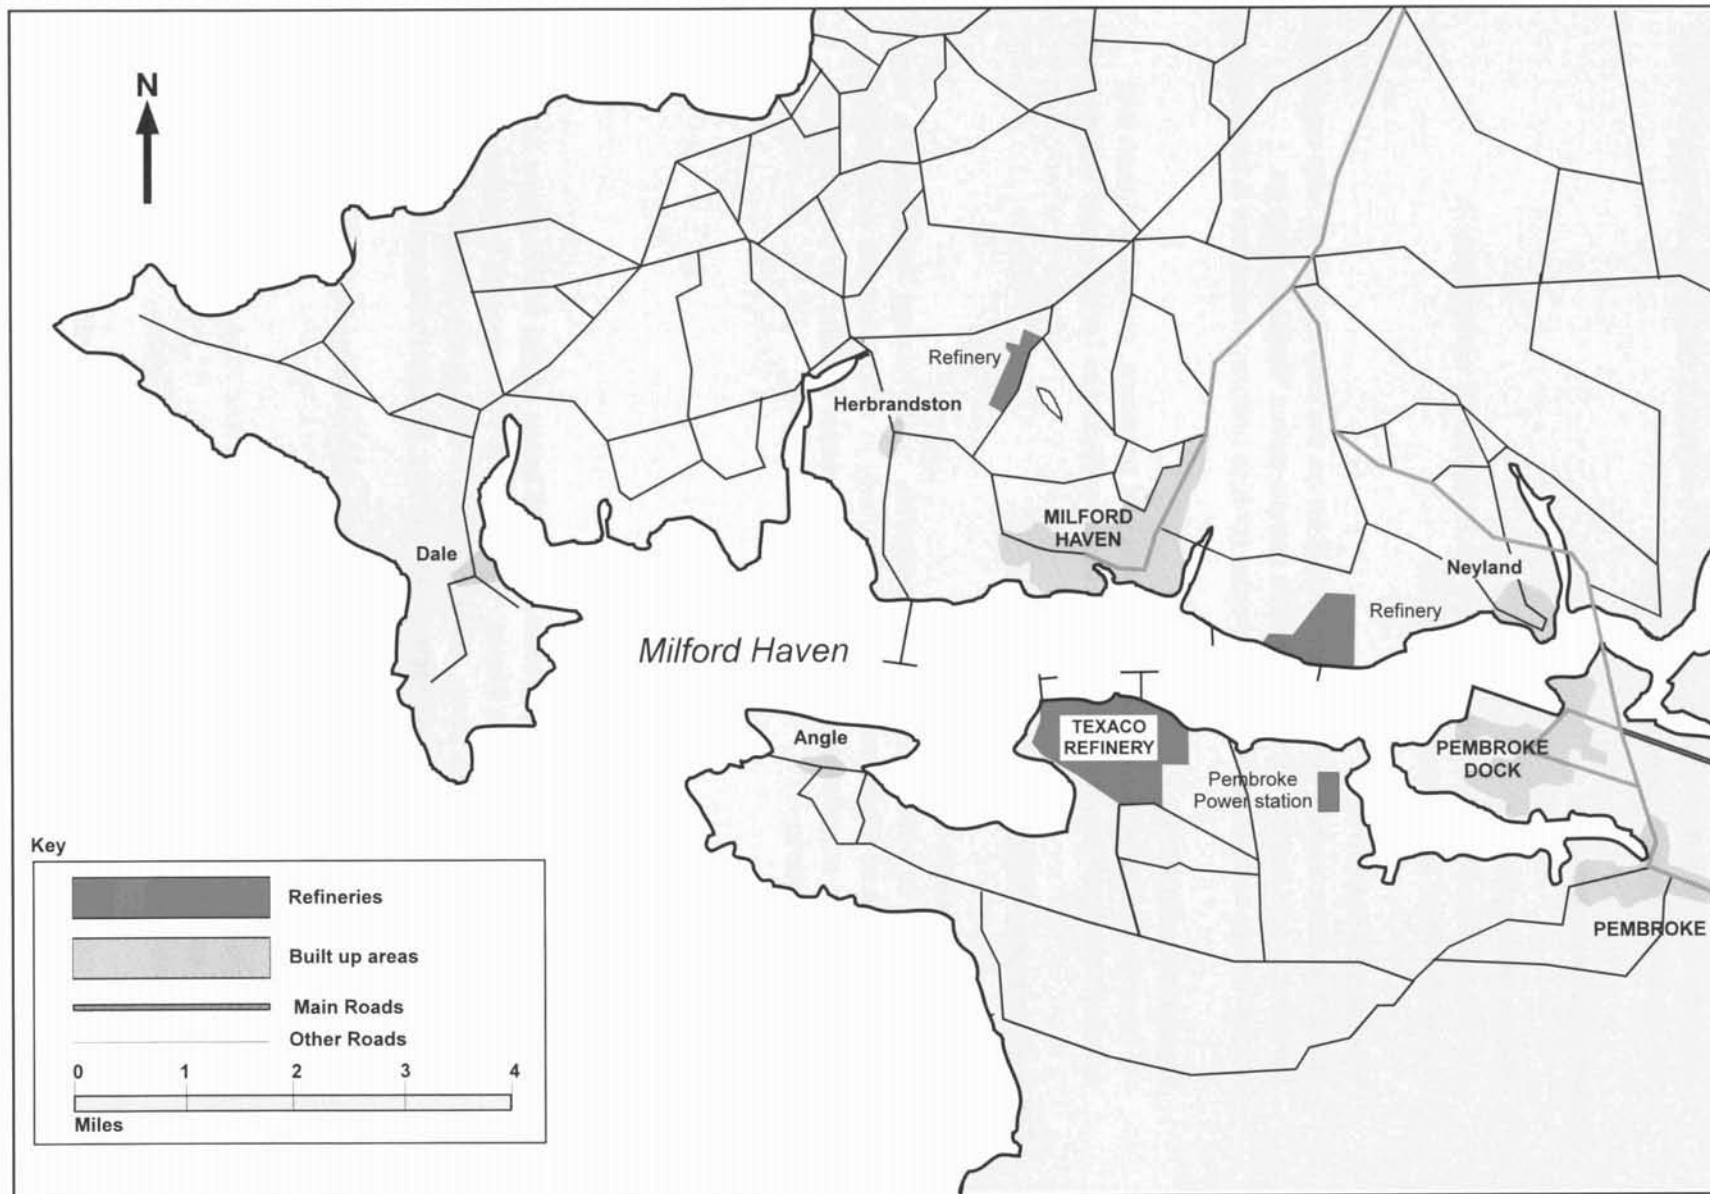 N
Refinery
Herbrandston
MILFORD
HAVEN
Dale
Neyland
Refinery
Milford Haven
Angle
TEXACO
REFINERY
PEMBROKE
DOCK
Pembroke
Power station
PEMBROKE
Key
Refineries
Built up areas
Main Roads
Other Roads
0 1 2 3 4
Miles